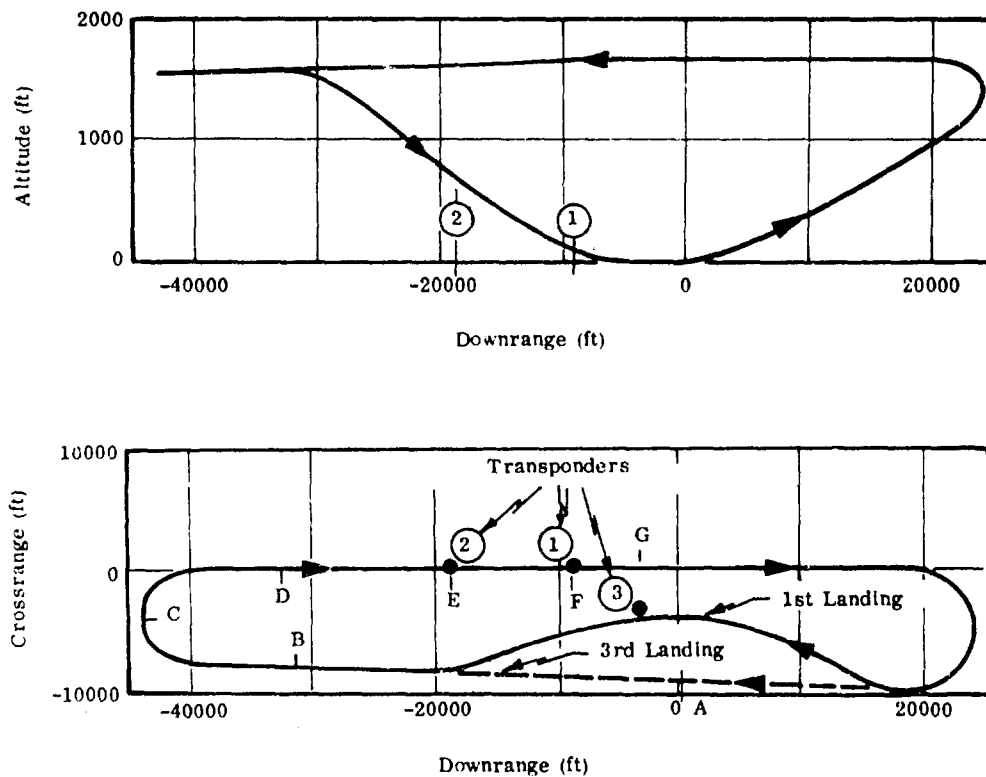 2000
1000
0
Altitude (ft)
2
1
-40000
-20000
0
20000
Downrange (ft)
10000
0
-10000
Crossrange (ft)
Transponders
2
1
G
3
D
E
F
C
B
1st Landing
3rd Landing
-40000
-20000
0 A
20000
Downrange (ft)